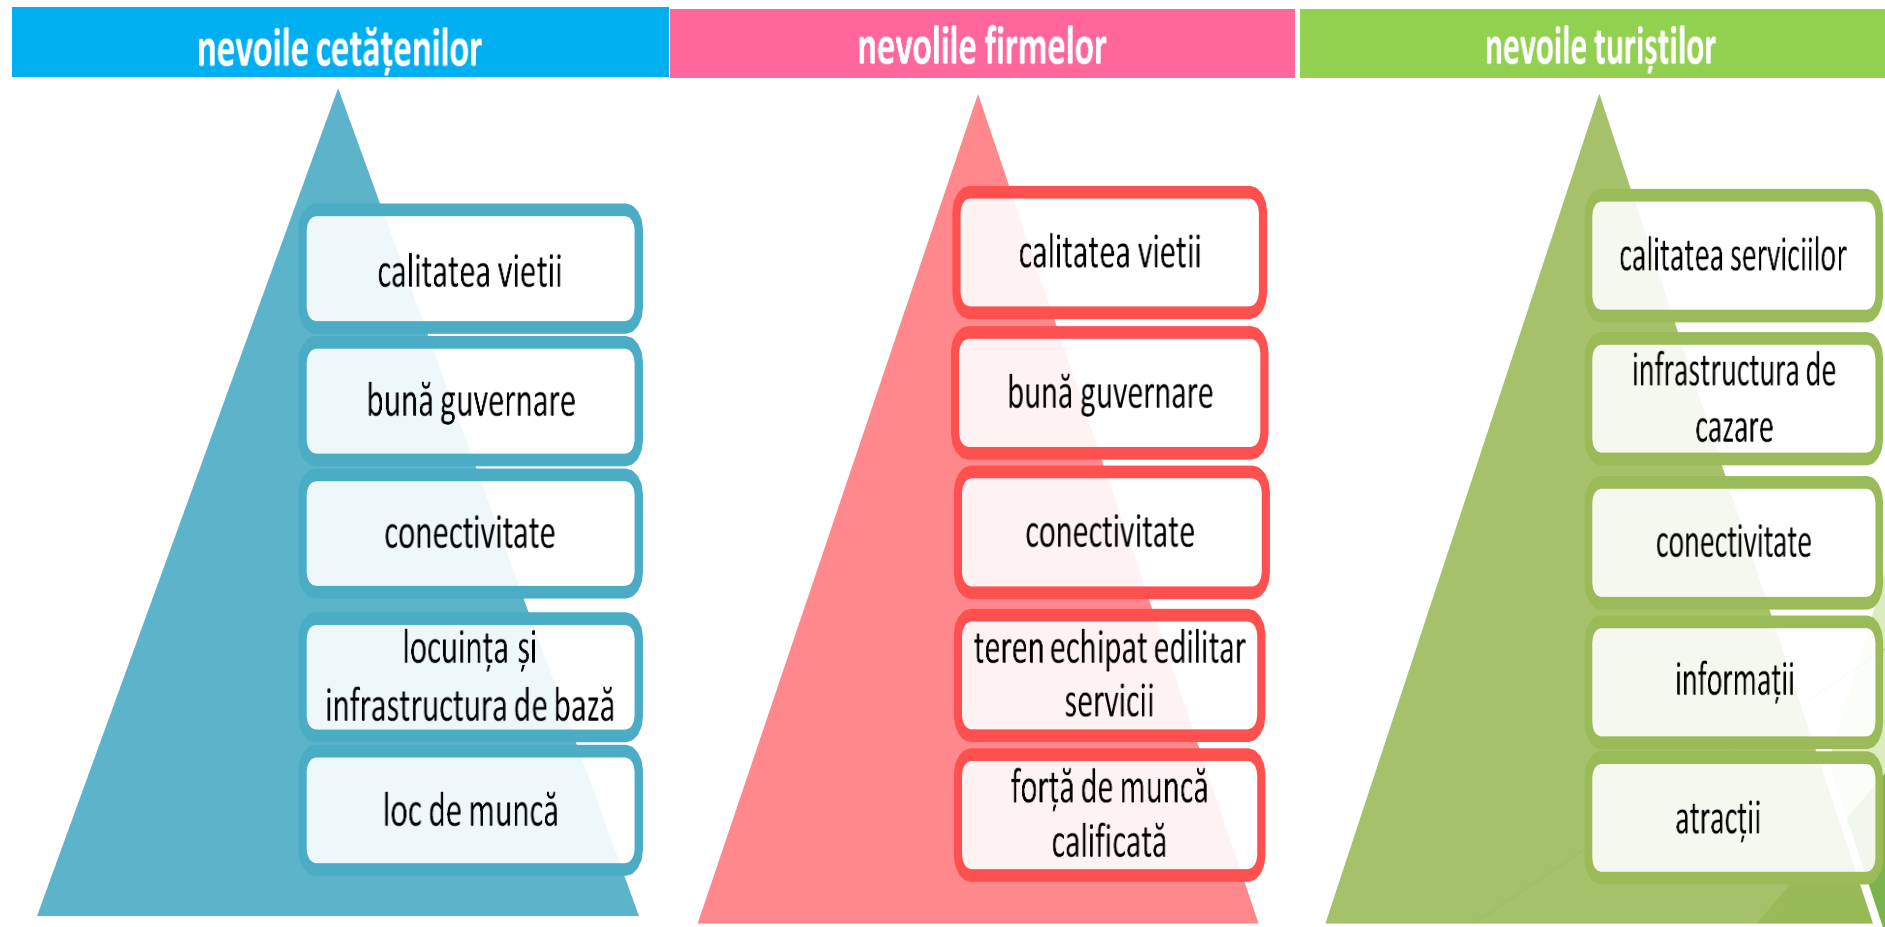 nevoile cetățenilor
calitatea vietii
bună guvernare
conectivitate
locuința și
infrastructura de bază
loc de muncă
nevolile firmelor
calitatea vietii
bună guvernare
conectivitate
teren echipat edilitar
servicii
forță de muncă
calificată
nevoile turiștilor
calitatea serviciilor
infrastructura de
cazare
conectivitate
informații
atracții